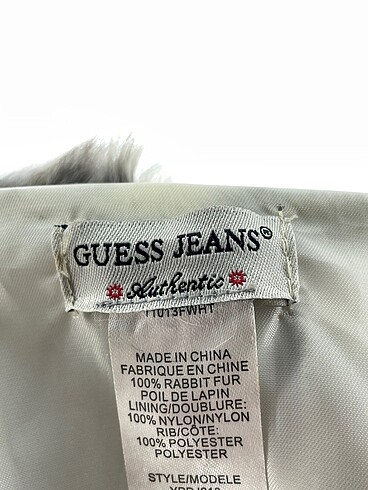 GUESS JEANS®
Authentic
1013FWHT
MADE IN CHINA
FABRIQUE EN CHINE
100% RABBIT FUR
POIL DE LAPIN
LINING/DOUBLURE:
100% NYLON/NYLON
RIB/CÔTE:
100% POLYESTER
POLYESTER
STYLE/MODELE